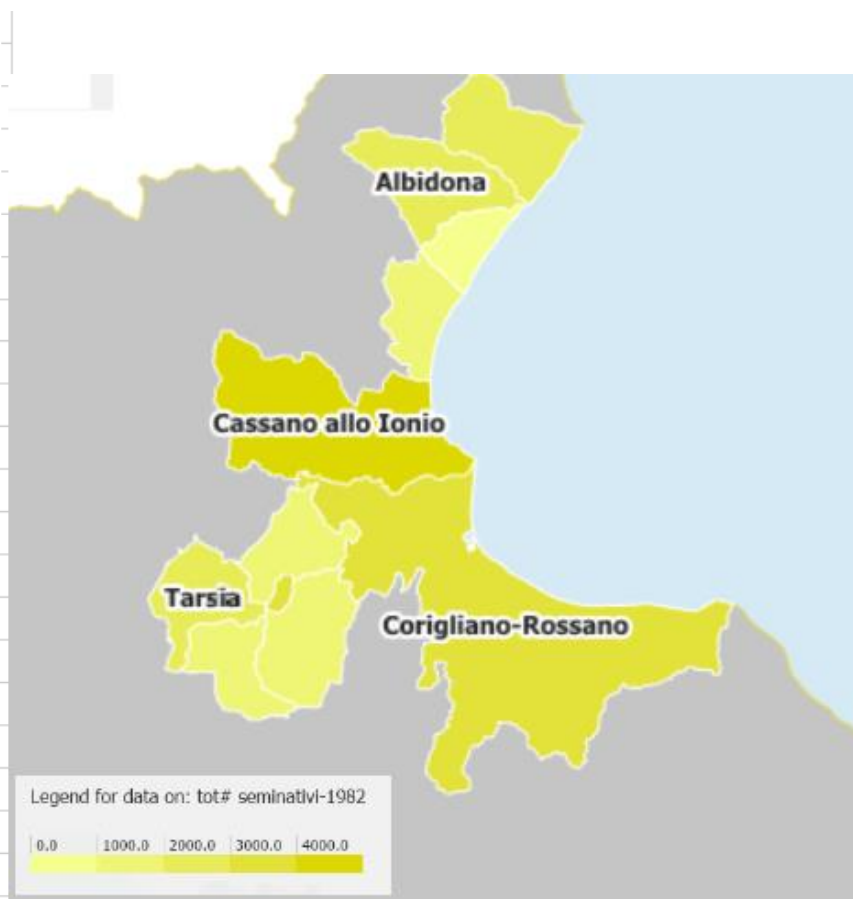 Albidona
Cassano allo Ionio
Tarsia
Corigliano-Rossano
Legend for data on: tot# seminativi-1982
0.0 1000.0 2000.0 3000.0 4000.0